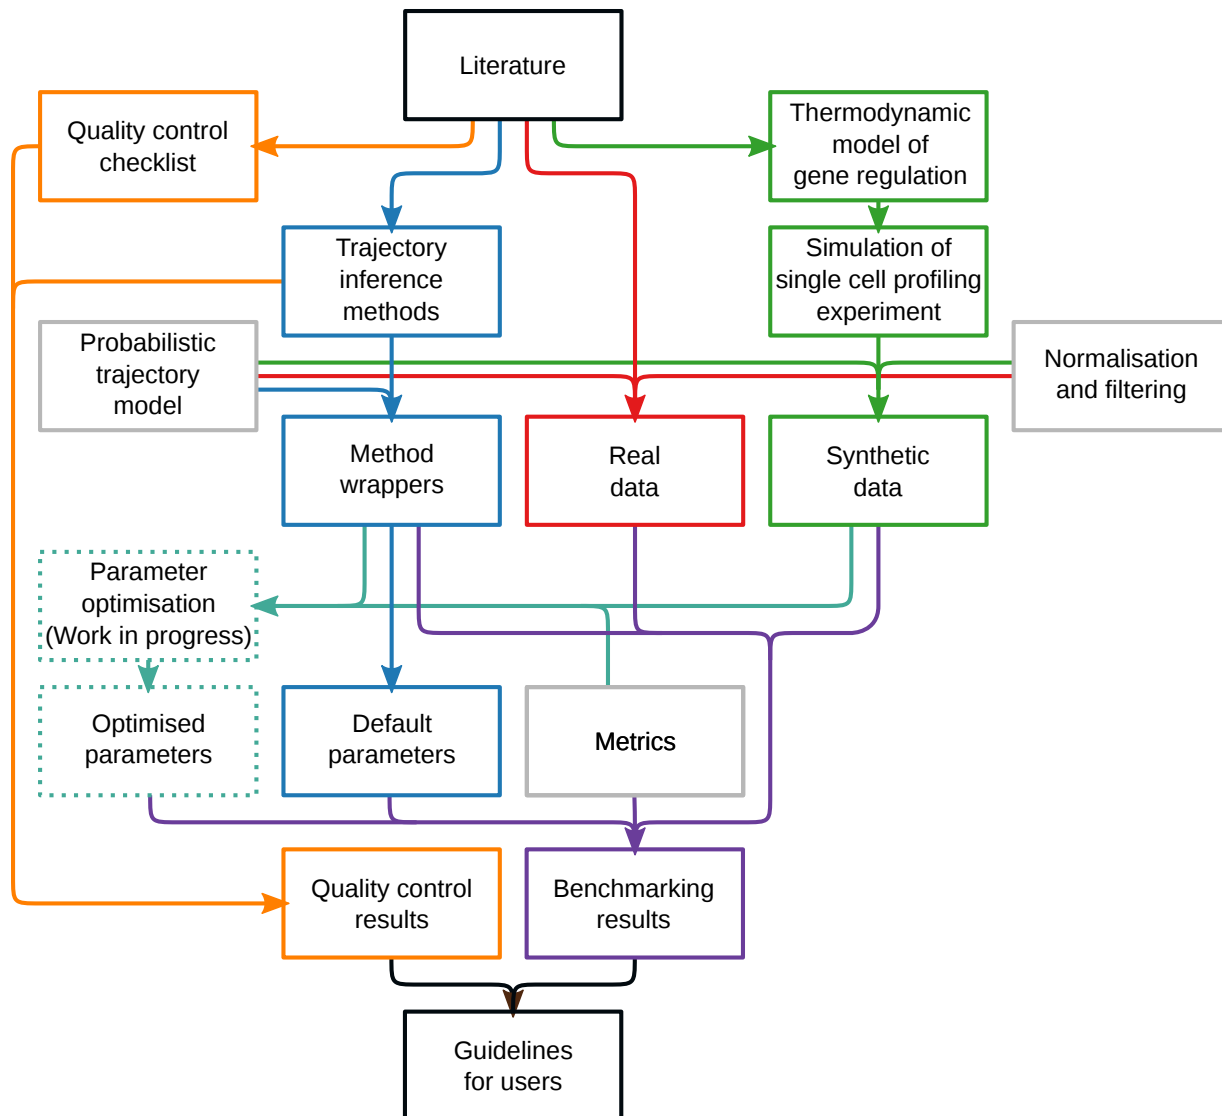 Literature
Quality control
checklist
Thermodynamic
model of
gene regulation
Trajectory
inference
methods
Simulation of
single cell profiling
experiment
Probabilistic
trajectory
model
Normalisation
and filtering
Method
wrappers
Real
data
Synthetic
data
Parameter
optimisation
(Work in progress)
Optimised
parameters
Default
parameters
Metrics
Quality control
results
Benchmarking
results
Guidelines
for users